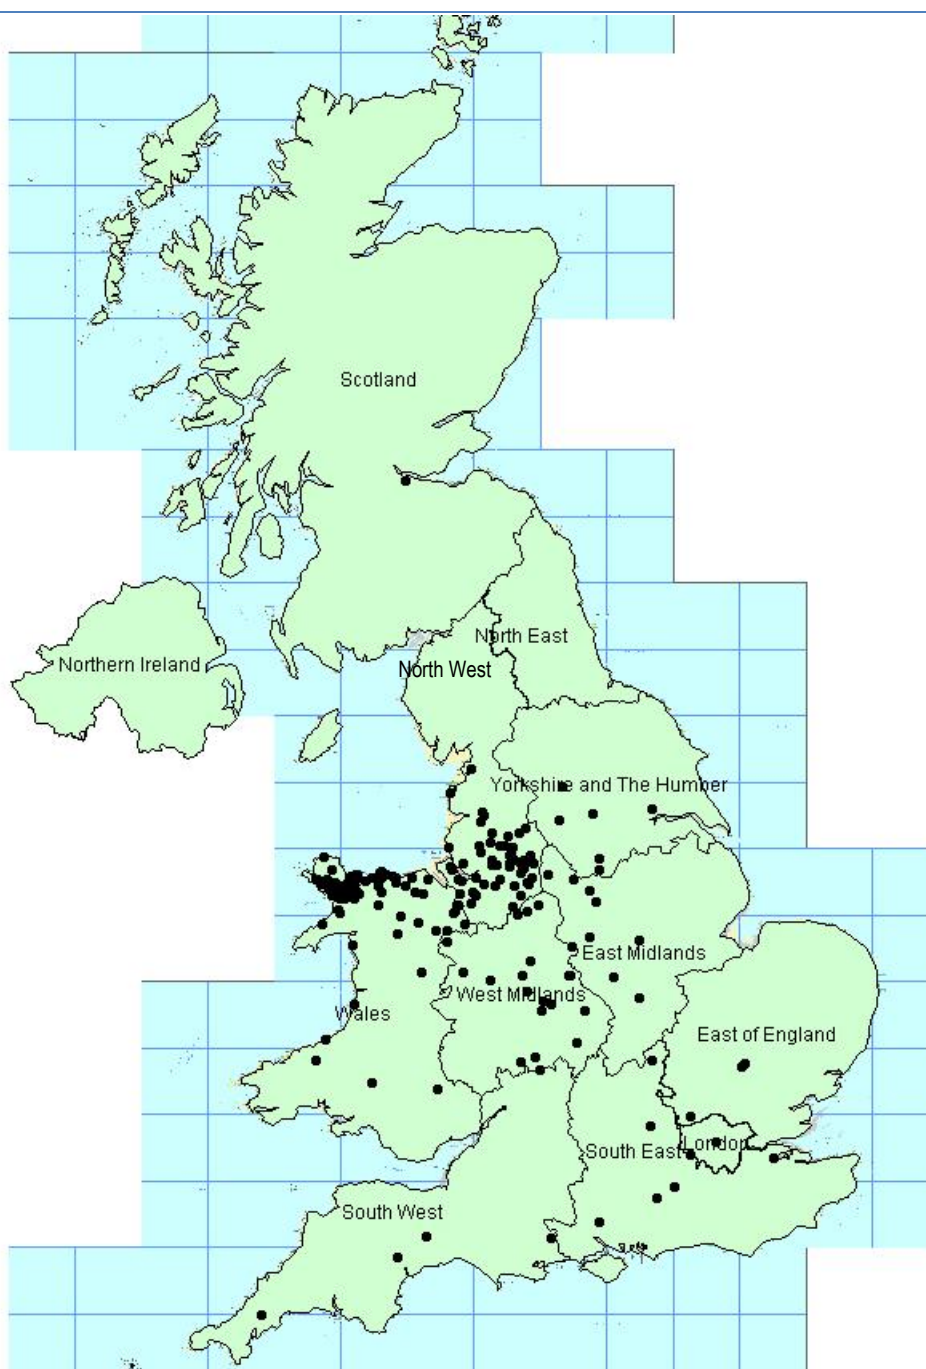 Scotland
North East
Northern Ireland
North West
Yorkshire and The Humber
East Midlands
West Midlands
Wales
East of England
London
South East
South West